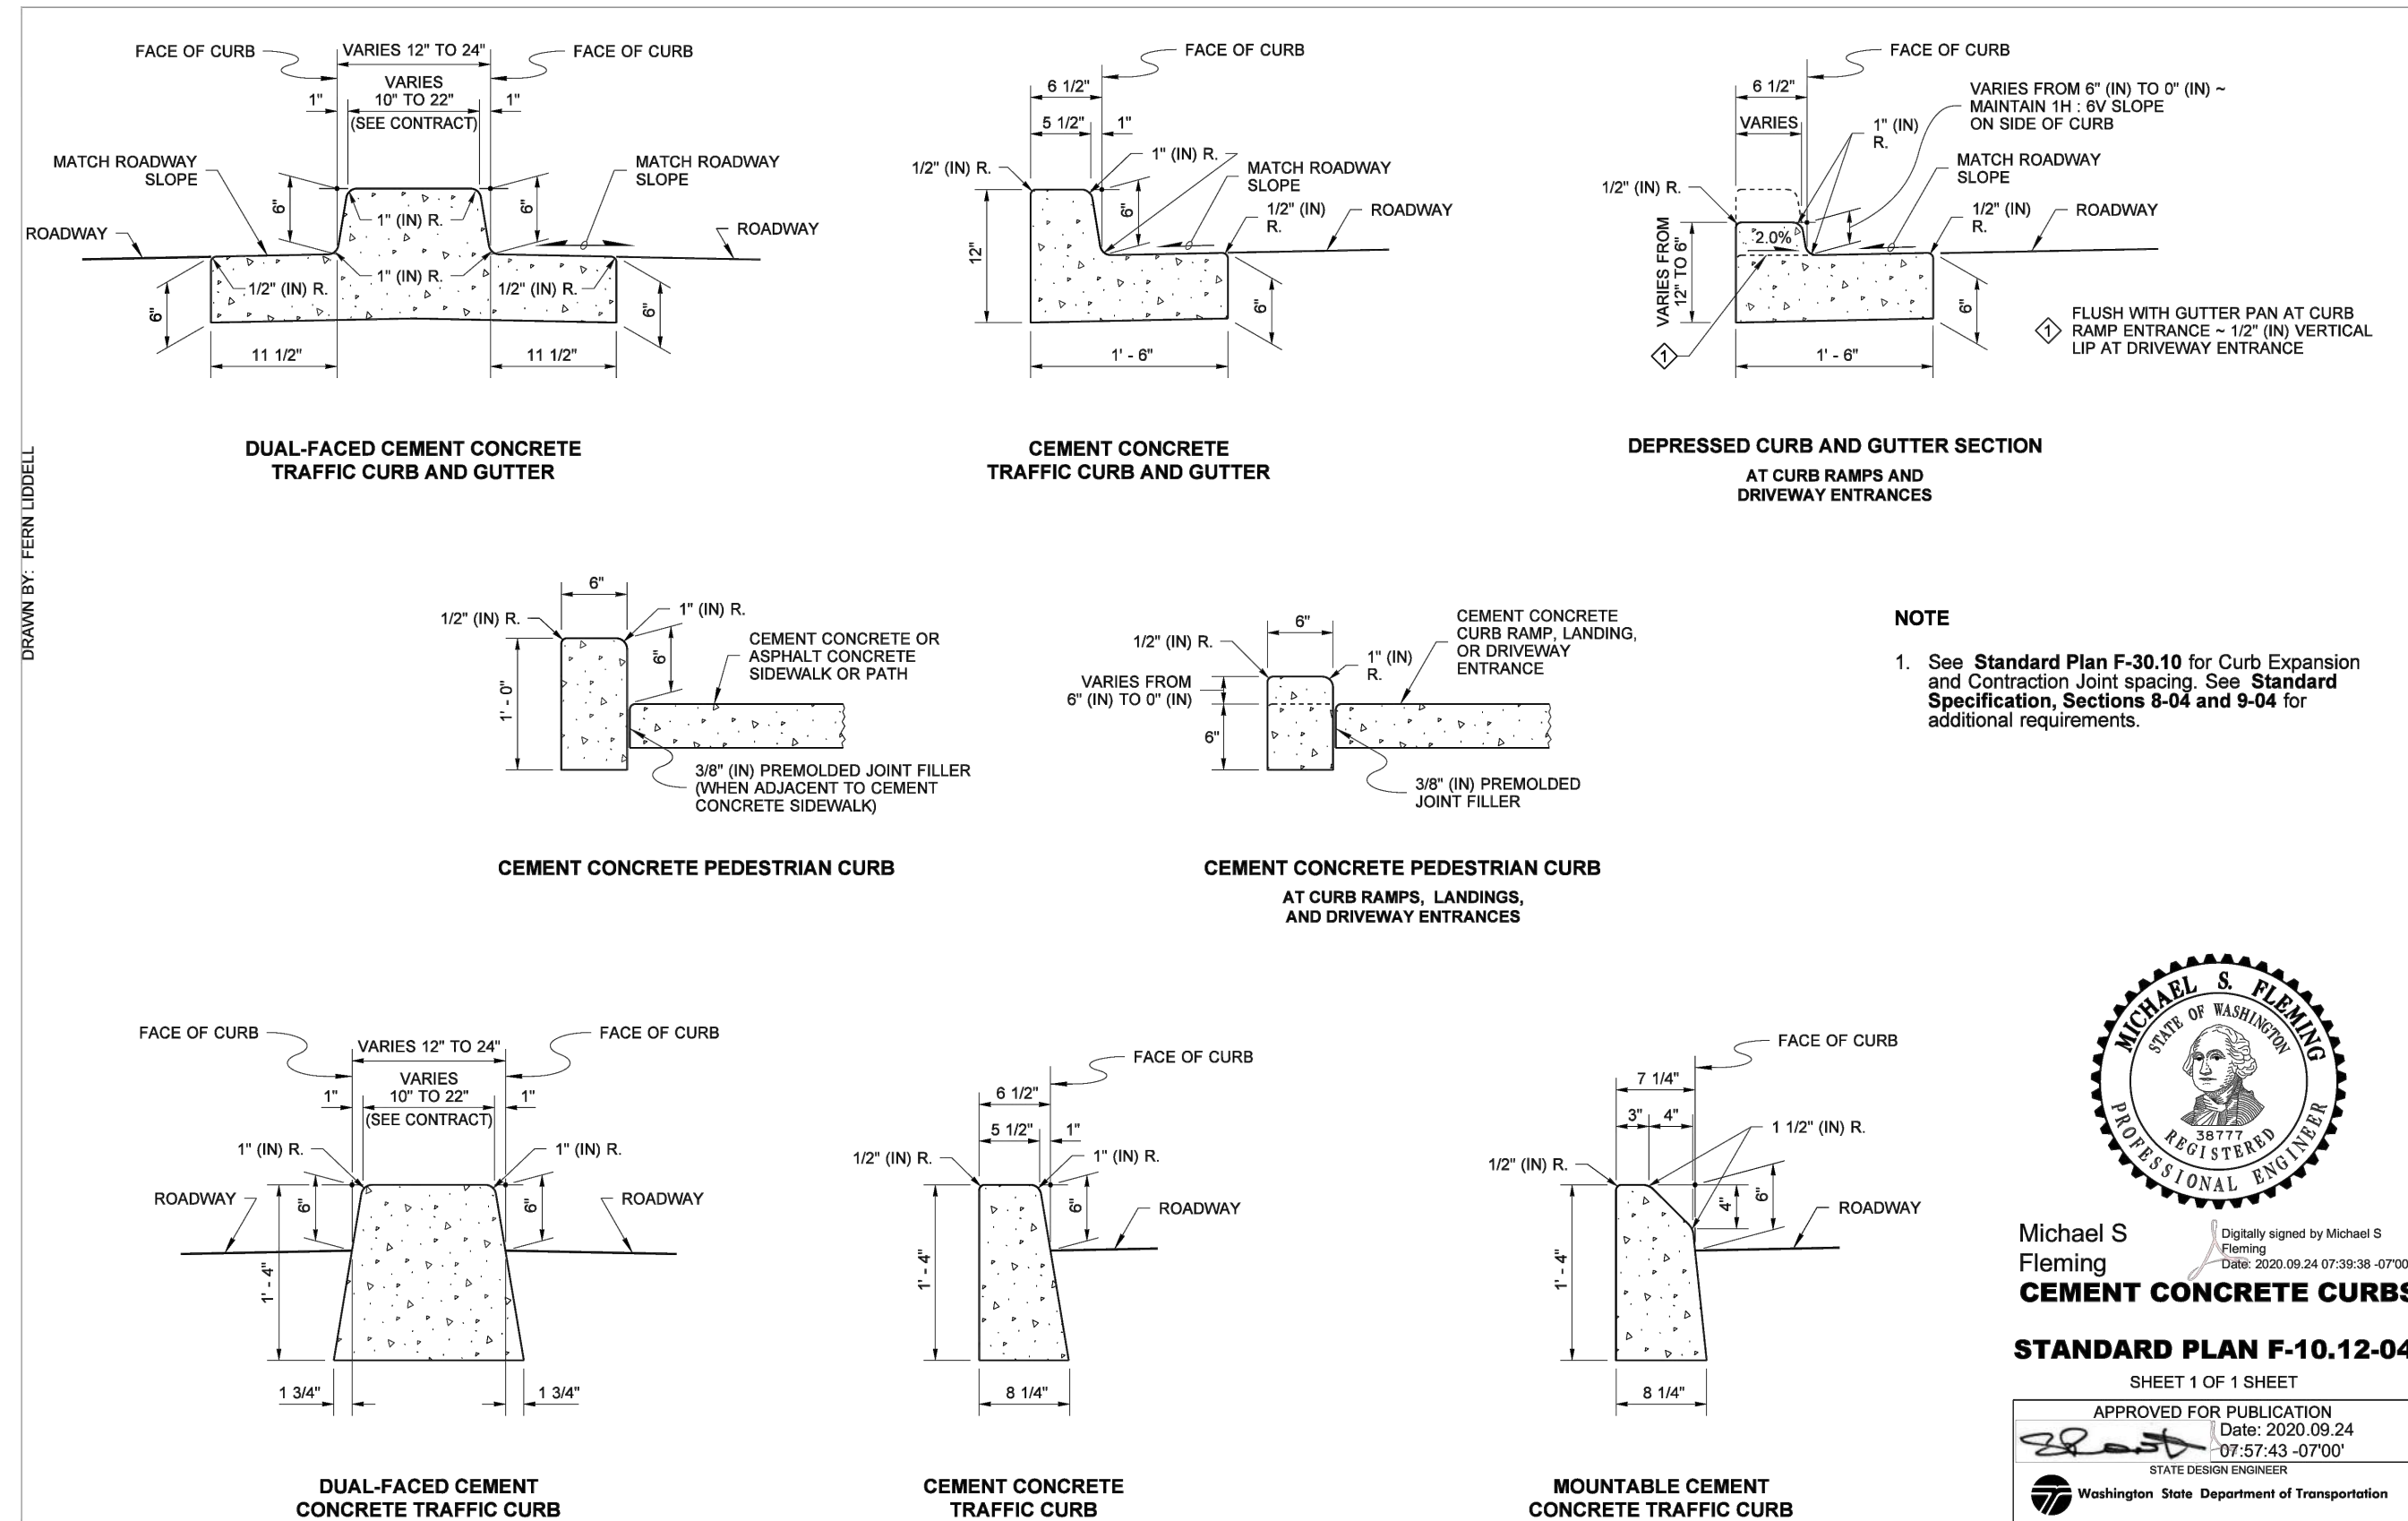 DRAWN BY: FERN LIDDELL
FACE OF CURB
VARIES 12" TO 24"
FACE OF CURB
VARIES
1"
10" TO 22"
1"
(SEE CONTRACT)
MATCH ROADWAY
SLOPE
MATCH ROADWAY
SLOPE
6"
6"
1" (IN) R.
ROADWAY
ROADWAY
1" (IN) R.
1/2" (IN) R.
1/2" (IN) R.
6"
6"
11 1/2"
11 1/2"
DUAL-FACED CEMENT CONCRETE
TRAFFIC CURB AND GUTTER
FACE OF CURB
6 1/2"
5 1/2"
1"
1/2" (IN) R.
1" (IN) R.
MATCH ROADWAY
SLOPE
6"
1/2" (IN)
R.
ROADWAY
12"
6"
1' - 6"
CEMENT CONCRETE
TRAFFIC CURB AND GUTTER
FACE OF CURB
6 1/2"
VARIES FROM 6" (IN) TO 0" (IN) ~
MAINTAIN 1H : 6V SLOPE
ON SIDE OF CURB
VARIES
1" (IN)
R.
MATCH ROADWAY
SLOPE
1/2" (IN) R.
1/2" (IN)
R.
ROADWAY
VARIES FROM
12" TO 6"
2.0%
6"
1
1' - 6"
1
FLUSH WITH GUTTER PAN AT CURB
RAMP ENTRANCE ~ 1/2" (IN) VERTICAL
LIP AT DRIVEWAY ENTRANCE
DEPRESSED CURB AND GUTTER SECTION
AT CURB RAMPS AND
DRIVEWAY ENTRANCES
6"
1/2" (IN) R.
1" (IN) R.
6"
CEMENT CONCRETE OR
ASPHALT CONCRETE
SIDEWALK OR PATH
1' - 0"
3/8" (IN) PREMOLDED JOINT FILLER
(WHEN ADJACENT TO CEMENT
CONCRETE SIDEWALK)
CEMENT CONCRETE PEDESTRIAN CURB
6"
1/2" (IN) R.
1" (IN)
R.
CEMENT CONCRETE
CURB RAMP, LANDING,
OR DRIVEWAY
ENTRANCE
VARIES FROM
6" (IN) TO 0" (IN)
6"
3/8" (IN) PREMOLDED
JOINT FILLER
CEMENT CONCRETE PEDESTRIAN CURB
AT CURB RAMPS, LANDINGS,
AND DRIVEWAY ENTRANCES
NOTE
1. See Standard Plan F-30.10 for Curb Expansion
and Contraction Joint spacing. See Standard
Specification, Sections 8-04 and 9-04 for
additional requirements.
FACE OF CURB
VARIES 12" TO 24"
FACE OF CURB
VARIES
1"
10" TO 22"
1"
(SEE CONTRACT)
1" (IN) R.
1" (IN) R.
ROADWAY
6"
6"
ROADWAY
1' - 4"
1 3/4"
1 3/4"
DUAL-FACED CEMENT
CONCRETE TRAFFIC CURB
FACE OF CURB
6 1/2"
5 1/2"
1"
1/2" (IN) R.
1" (IN) R.
6"
ROADWAY
1' - 4"
8 1/4"
CEMENT CONCRETE
TRAFFIC CURB
FACE OF CURB
7 1/4"
3"
4"
1 1/2" (IN) R.
1/2" (IN) R.
4"
6"
ROADWAY
1' - 4"
8 1/4"
MOUNTABLE CEMENT
CONCRETE TRAFFIC CURB
MICHAEL S. FLEMING
STATE OF WASHINGTON
38777
REGISTERED
PROFESSIONAL ENGINEER
Michael S
Fleming
Digitally signed by Michael S
Fleming
Date: 2020.09.24 07:39:38 -07'00
CEMENT CONCRETE CURBS
STANDARD PLAN F-10.12-04
SHEET 1 OF 1 SHEET
APPROVED FOR PUBLICATION
Date: 2020.09.24
07:57:43 -07'00'
STATE DESIGN ENGINEER
Washington State Department of Transportation